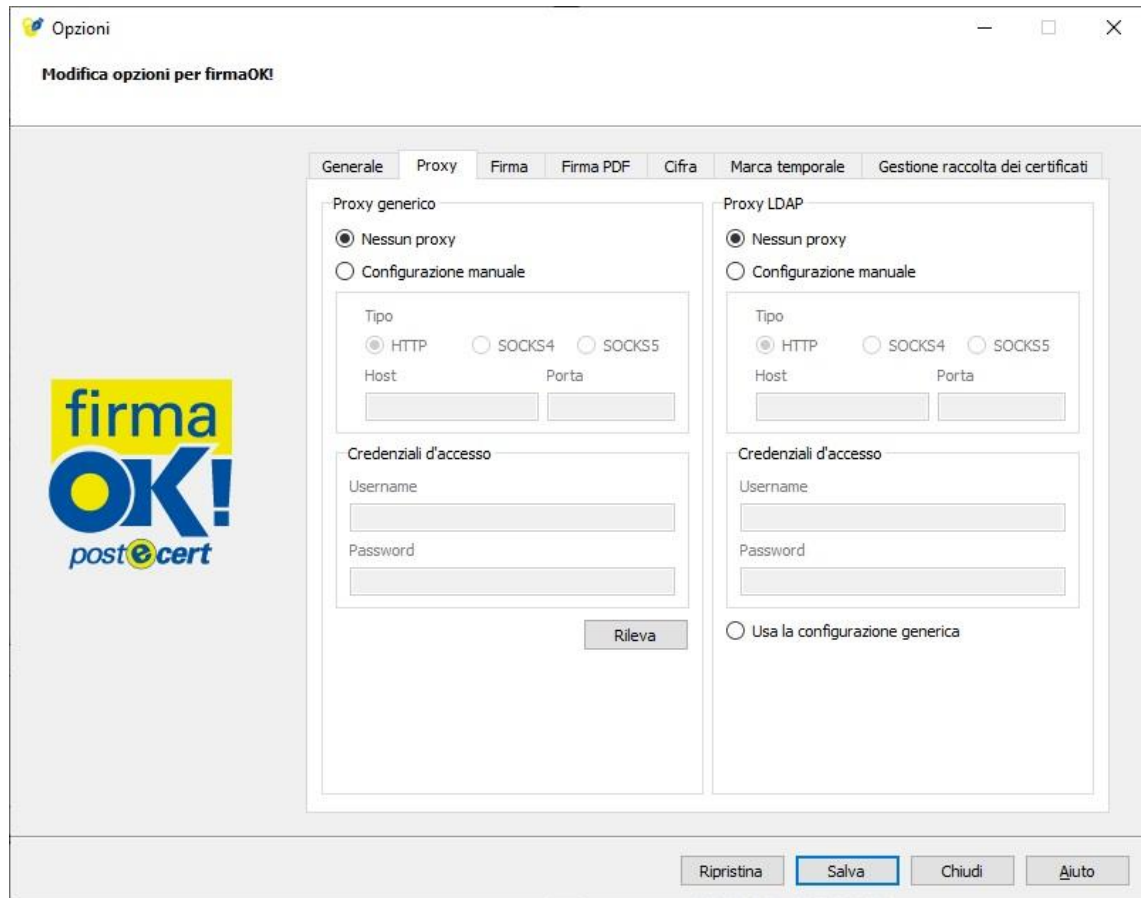 Opzioni
Modifica opzioni per firmaOK!
Generale Proxy Firma Firma PDF Cifra Marca temporale Gestione raccolta dei certificati
Proxy generico
Nessun proxy
Configurazione manuale
Tipo
HTTP SOCKS4 SOCKS5
Host Porta
Credenziali d'accesso
Username
Password
Rileva
Proxy LDAP
Nessun proxy
Configurazione manuale
Tipo
HTTP SOCKS4 SOCKS5
Host Porta
Credenziali d'accesso
Username
Password
Usa la configurazione generica
firma
OK!
postecert
Ripristina Salva Chiudi Aiuto